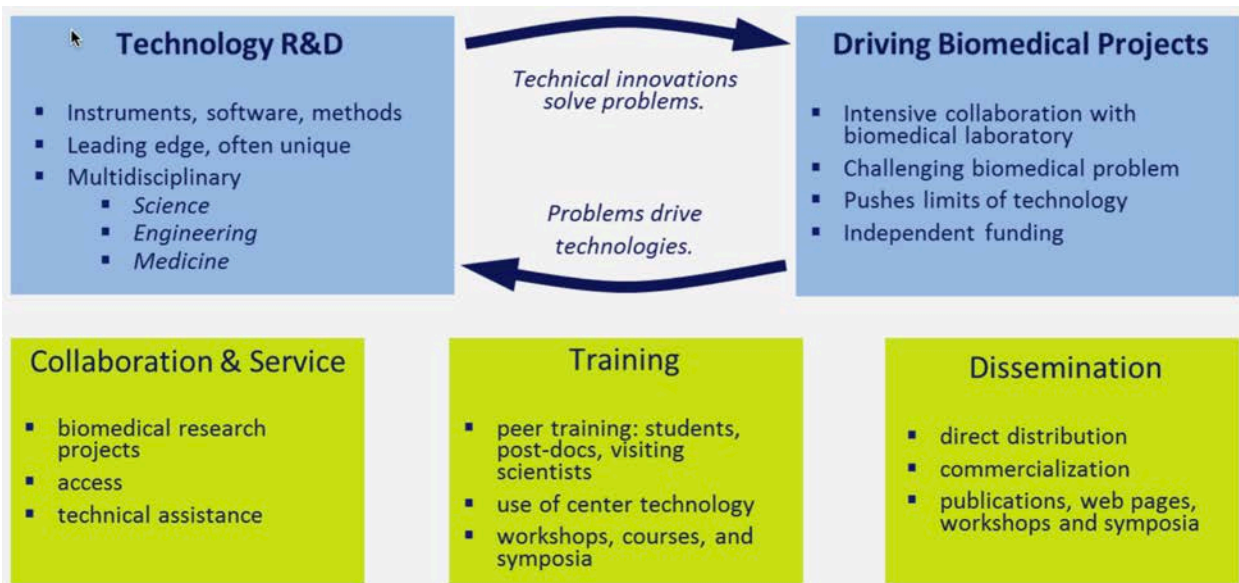 Technology R&D
▪ Instruments, software, methods
▪ Leading edge, often unique
▪ Multidisciplinary
▪ Science
▪ Engineering
▪ Medicine
Technical innovations
solve problems.
Problems drive
technologies.
Driving Biomedical Projects
▪ Intensive collaboration with
biomedical laboratory
▪ Challenging biomedical problem
▪ Pushes limits of technology
▪ Independent funding
Collaboration & Service
▪ biomedical research
projects
▪ access
▪ technical assistance
Training
▪ peer training: students,
post-docs, visiting
scientists
▪ use of center technology
▪ workshops, courses, and
symposia
Dissemination
▪ direct distribution
▪ commercialization
▪ publications, web pages,
workshops and symposia